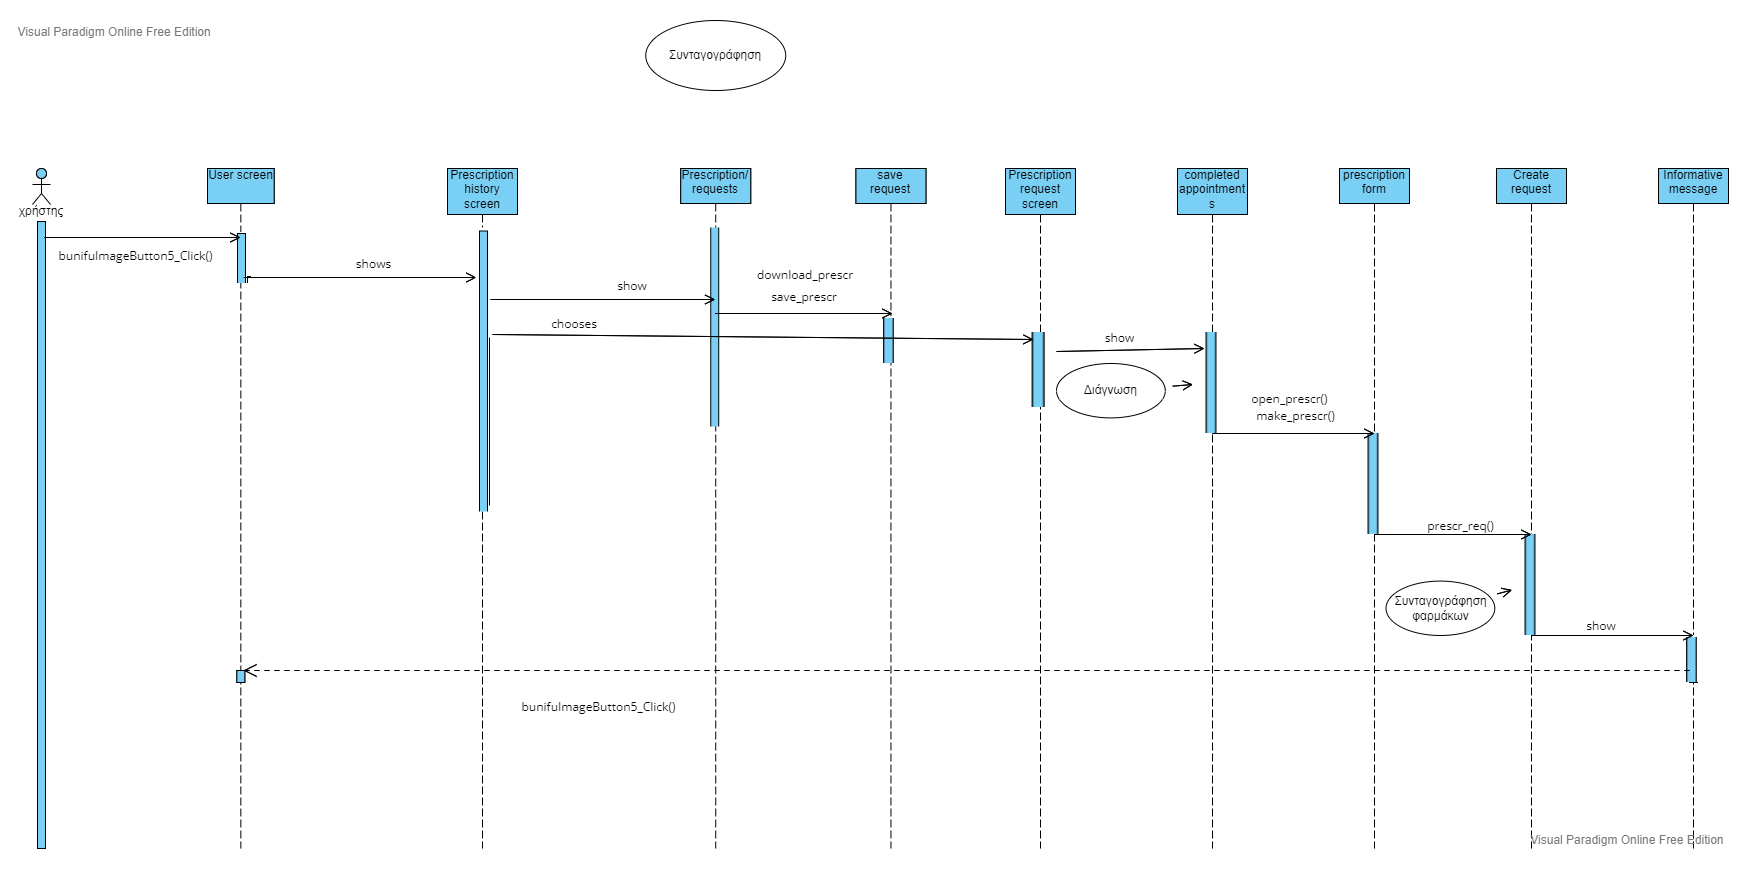 Visual Paradigm Online Free Edition
Συνταγογράφηση
χρήστης
User screen
Prescription
history
screen
Prescription/
requests
save
request
Prescription
request
screen
completed
appointment
s
prescription
form
Create
request
Informative
message
bunifuImageButton5_Click()
shows
show
download_prescr
save_prescr
chooses
show
Διάγνωση
open_prescr()
make_prescr()
prescr_req()
Συνταγογράφηση
φαρμάκων
show
bunifuImageButton5_Click()
Visual Paradigm Online Free Edition